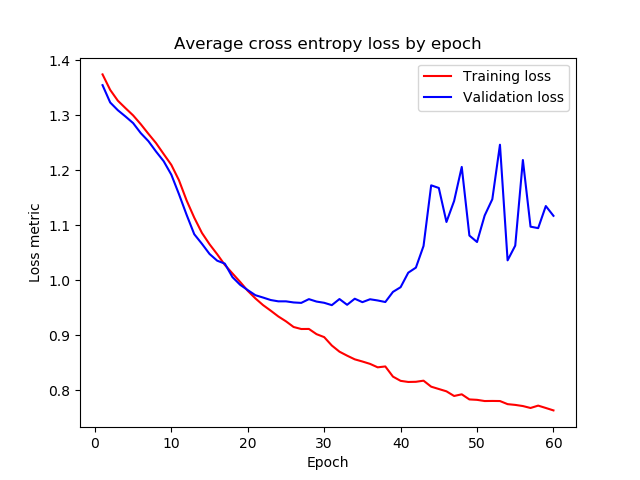 Average cross entropy loss by epoch
Training loss
Validation loss
Loss metric
1.4
1.3
1.2
1.1
1.0
0.9
0.8
0 10 20 30 40 50 60
Epoch